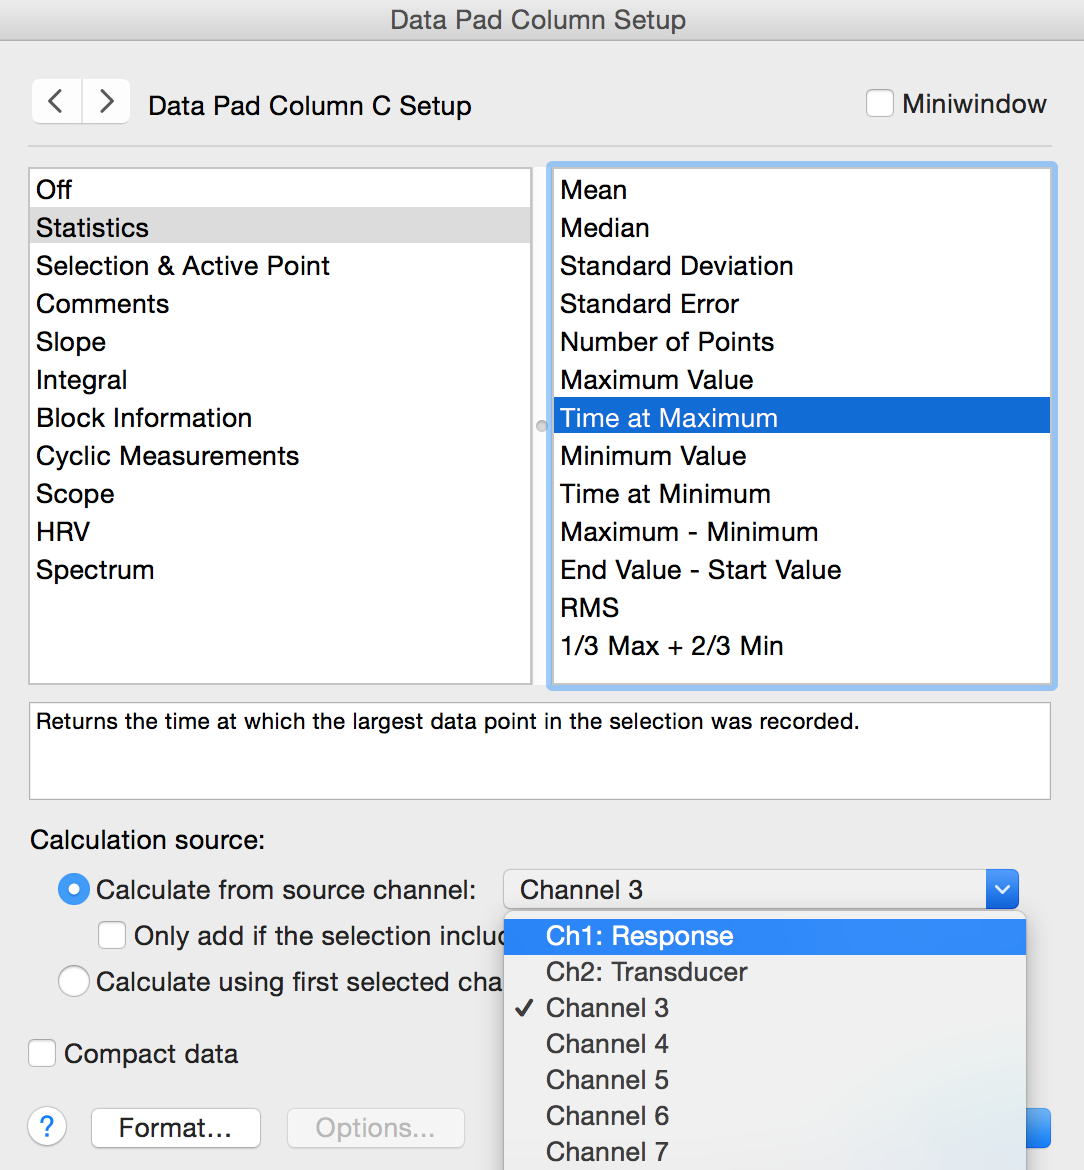 Data Pad Column Setup
Data Pad Column C Setup
Miniwindow
Off
Statistics
Selection & Active Point
Comments
Slope
Integral
Block Information
Cyclic Measurements
Scope
HRV
Spectrum
Mean
Median
Standard Deviation
Standard Error
Number of Points
Maximum Value
Time at Maximum
Minimum Value
Time at Minimum
Maximum - Minimum
End Value - Start Value
RMS
1/3 Max + 2/3 Min
Returns the time at which the largest data point in the selection was recorded.
Calculation source:
Calculate from source channel:
Channel 3
Only add if the selection inclu
Calculate using first selected cha
Ch1: Response
Ch2: Transducer
✓ Channel 3
Channel 4
Channel 5
Channel 6
Channel 7
Compact data
?
Format...
Options...